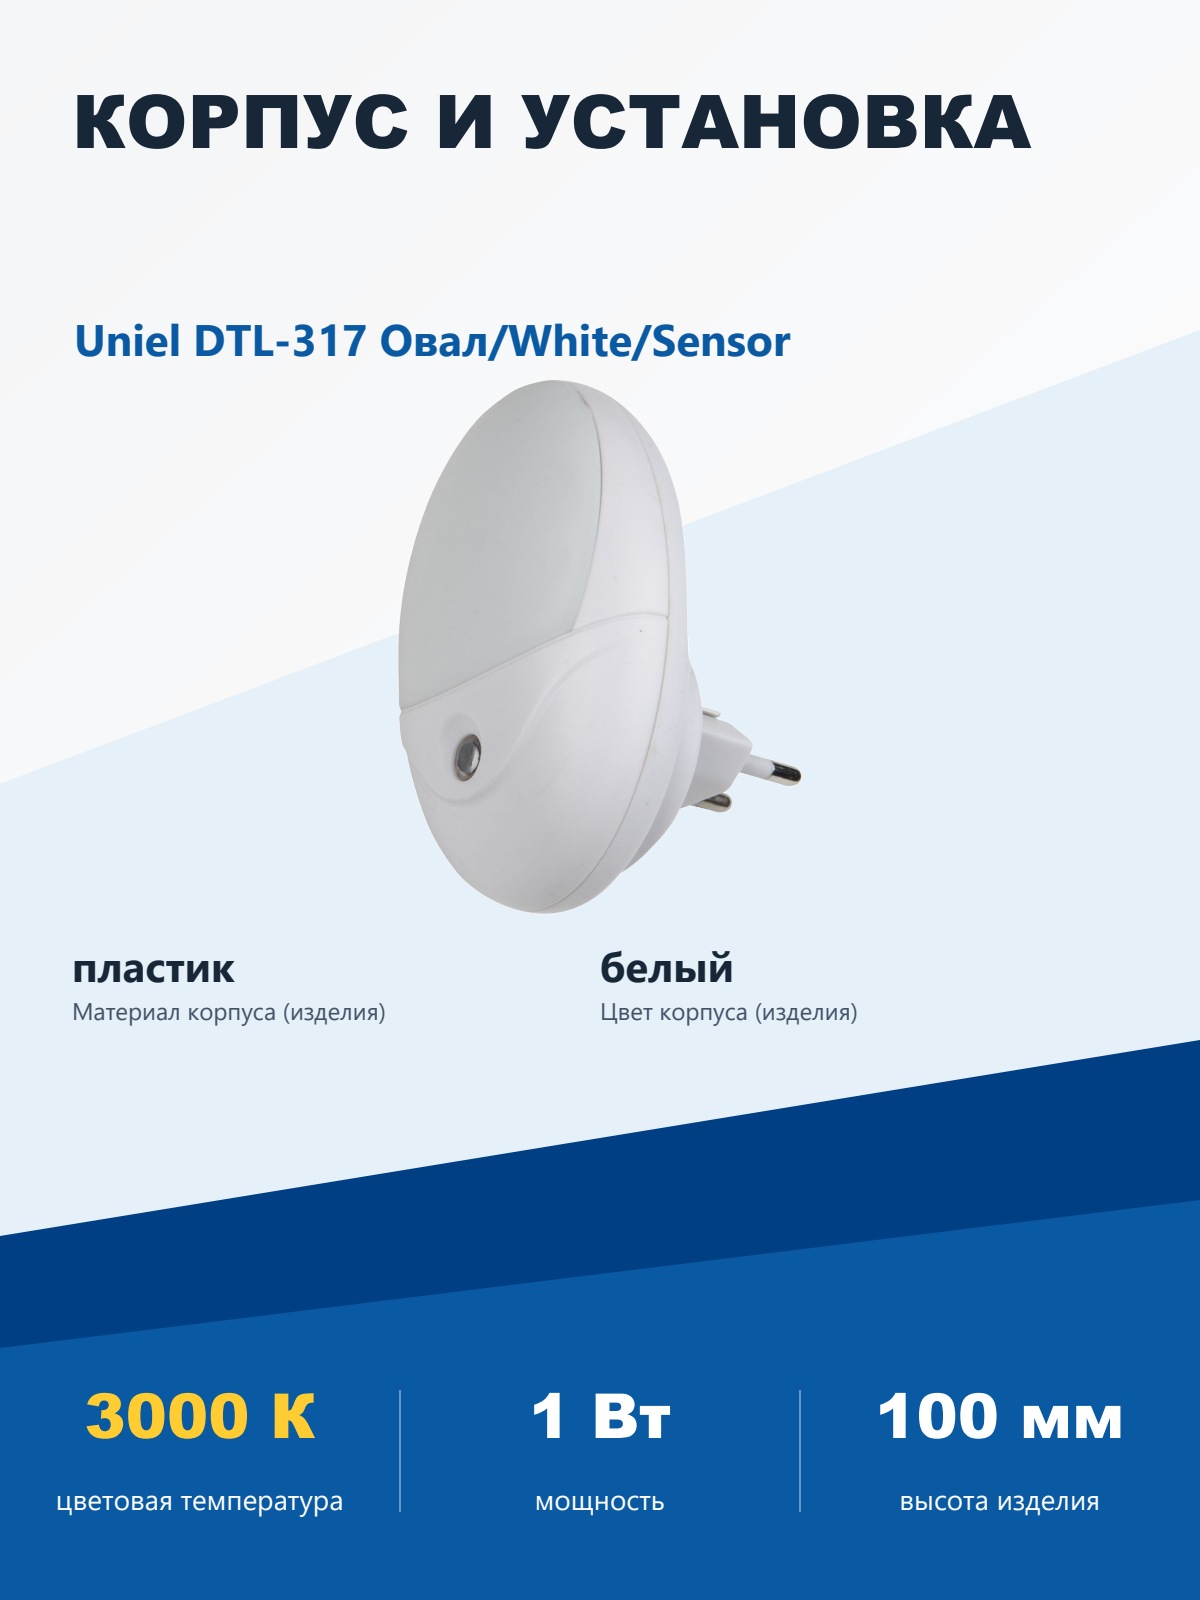 КОРПУС И УСТАНОВКА
Uniel DTL-317 Овал/White/Sensor
пластик
Материал корпуса (изделия)
белый
Цвет корпуса (изделия)
3000 К
цветовая температура
1 Вт
мощность
100 мм
высота изделия